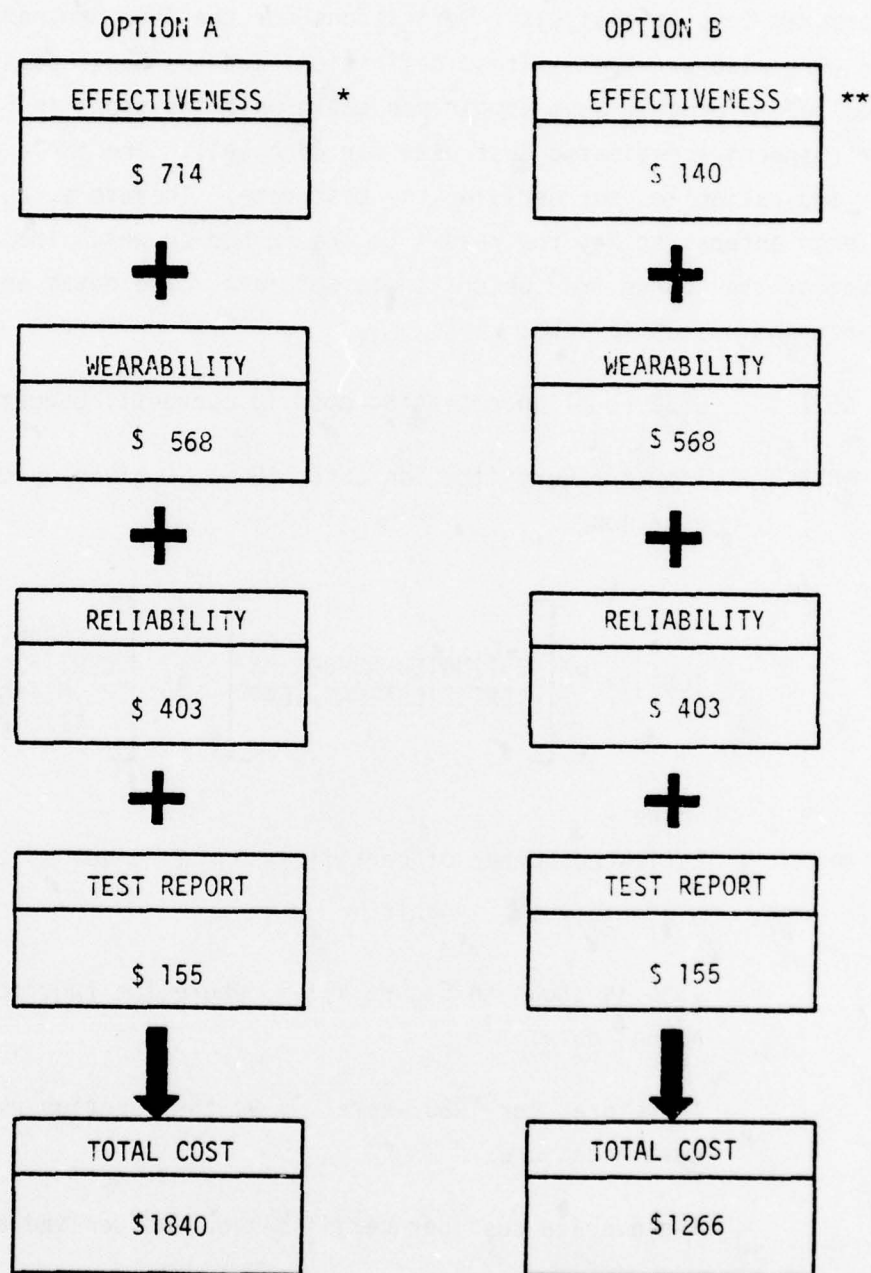 OPTION A
EFFECTIVENESS *
$ 714
+
WEARABILITY
$ 568
+
RELIABILITY
$ 403
+
TEST REPORT
$ 155
TOTAL COST
$1840
OPTION B
EFFECTIVENESS **
$ 140
+
WEARABILITY
$ 568
+
RELIABILITY
$ 403
+
TEST REPORT
$ 155
TOTAL COST
$1266